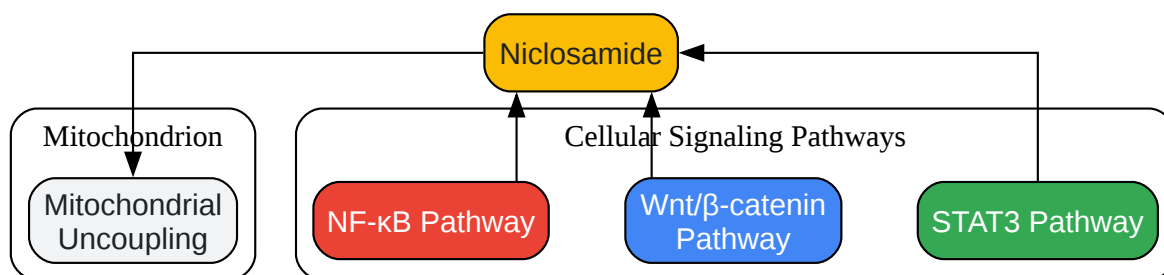 Niclosamide
Mitochondrion
Cellular Signaling Pathways
Mitochondrial
Uncoupling
NF-κB Pathway
Wnt/β-catenin
Pathway
STAT3 Pathway